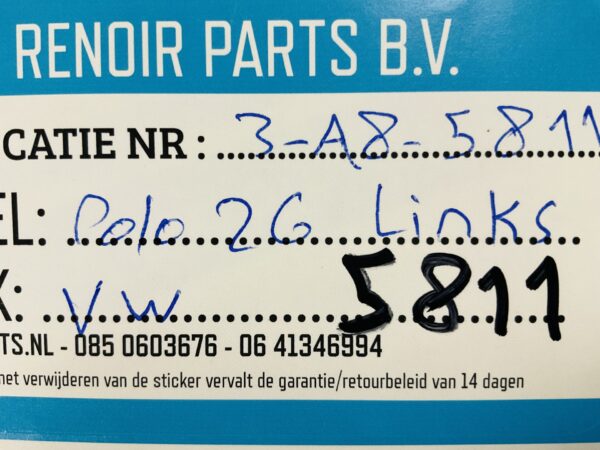 RENOIR PARTS B.V.
CATIE NR : 3-A8-5811
EL: Polo 2G Links
X: VW 5811
TS.NL - 085 0603676 - 06 41346994
net verwijderen van de sticker vervalt de garantie/retourbeleid van 14 dagen